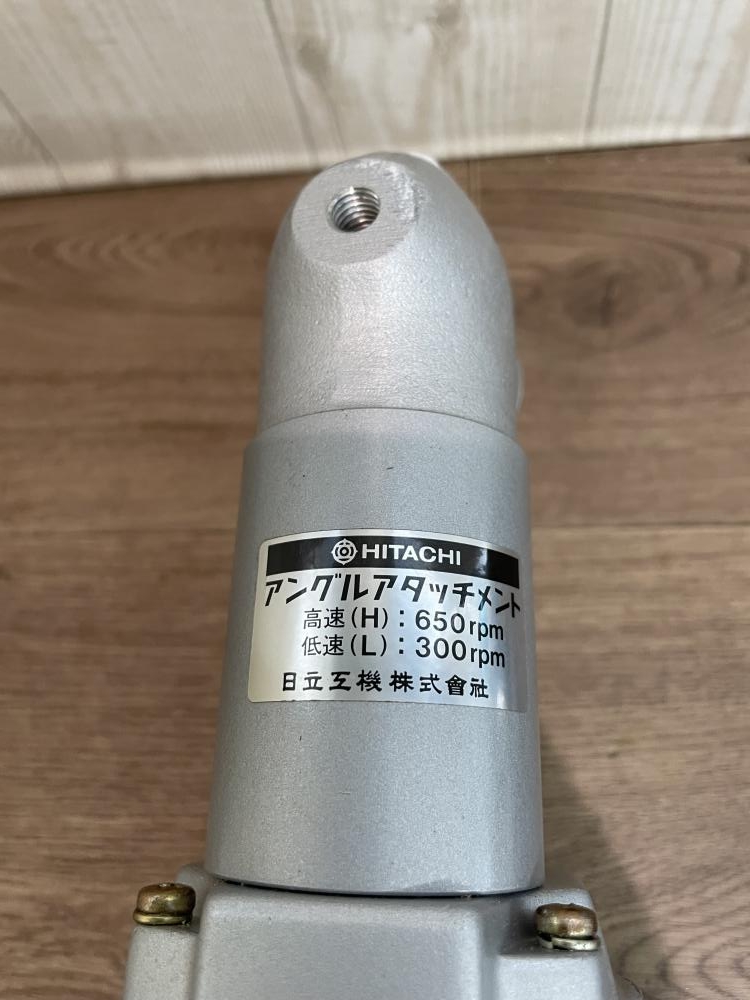 HITACHI
アングルアタッチメント
高速(H):650rpm
低速(L):300rpm
日立工機株式會社